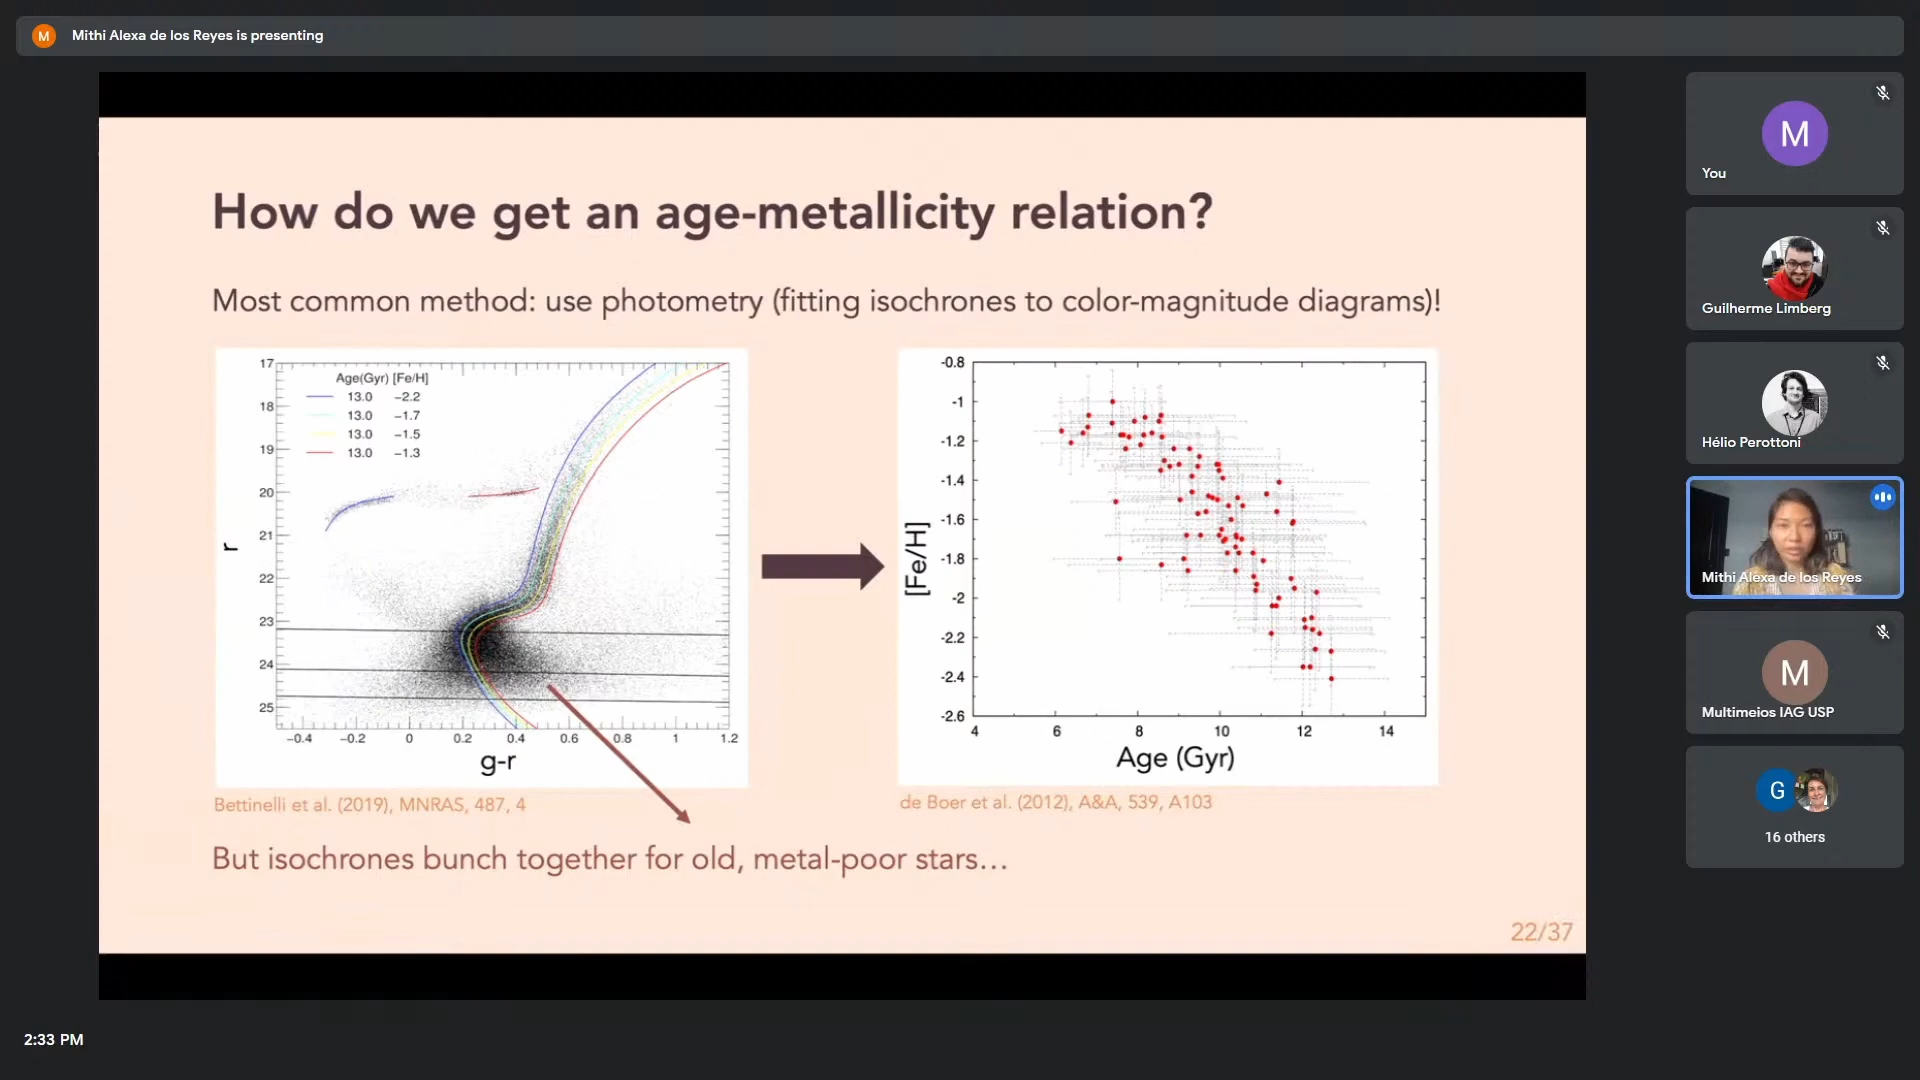 M
Mithi Alexa de los Reyes is presenting
How do we get an age-metallicity relation?
Most common method: use photometry (fitting isochrones to color-magnitude diagrams)!
17
18
19
20
21
22
23
24
25
r
Age(Gyr) [Fe/H]
13.0 −2.2
13.0 −1.7
13.0 −1.5
13.0 −1.3
−0.4 −0.2 0 0.2 0.4 0.6 0.8 1 1.2
g-r
Bettinelli et al. (2019), MNRAS, 487, 4
-0.8
-1
-1.2
-1.4
-1.6
-1.8
-2
-2.2
-2.4
-2.6
[Fe/H]
4 6 8 10 12 14
Age (Gyr)
de Boer et al. (2012), A&A, 539, A103
But isochrones bunch together for old, metal-poor stars...
22/37
M
You
Guilherme Limberg
Hélio Perottoni
Mithi Alexa de los Reyes
M
Multimeios IAG USP
G
16 others
2:33 PM